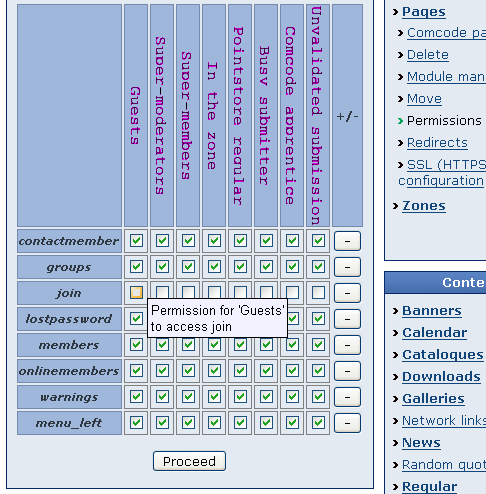 Guests
Super-moderators
Super-members
In the zone
Pointstore regular
Busy submitter
Comcode apprentice
Unvalidated submission
+/-
contactmember
-
groups
-
join
-
lostpassword
-
members
-
onlinemembers
-
warnings
-
menu_left
-
Permission for 'Guests'
to access join
Proceed
Pages
Comcode pa
Delete
Module man
Move
Permissions
Redirects
SSL (HTTPS
configuration
Zones
Conte
Banners
Calendar
Catalogues
Downloads
Galleries
Network links
News
Random quot
Regular